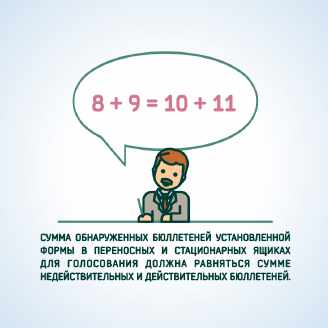 8 + 9 = 10 + 11
СУММА ОБНАРУЖЕННЫХ БЮЛЛЕТЕНЕЙ УСТАНОВЛЕННОЙ
ФОРМЫ В ПЕРЕНОСНЫХ И СТАЦИОНАРНЫХ ЯЩИКАХ
ДЛЯ ГОЛОСОВАНИЯ ДОЛЖНА РАВНЯТЬСЯ СУММЕ
НЕДЕЙСТВИТЕЛЬНЫХ И ДЕЙСТВИТЕЛЬНЫХ БЮЛЛЕТЕНЕЙ.